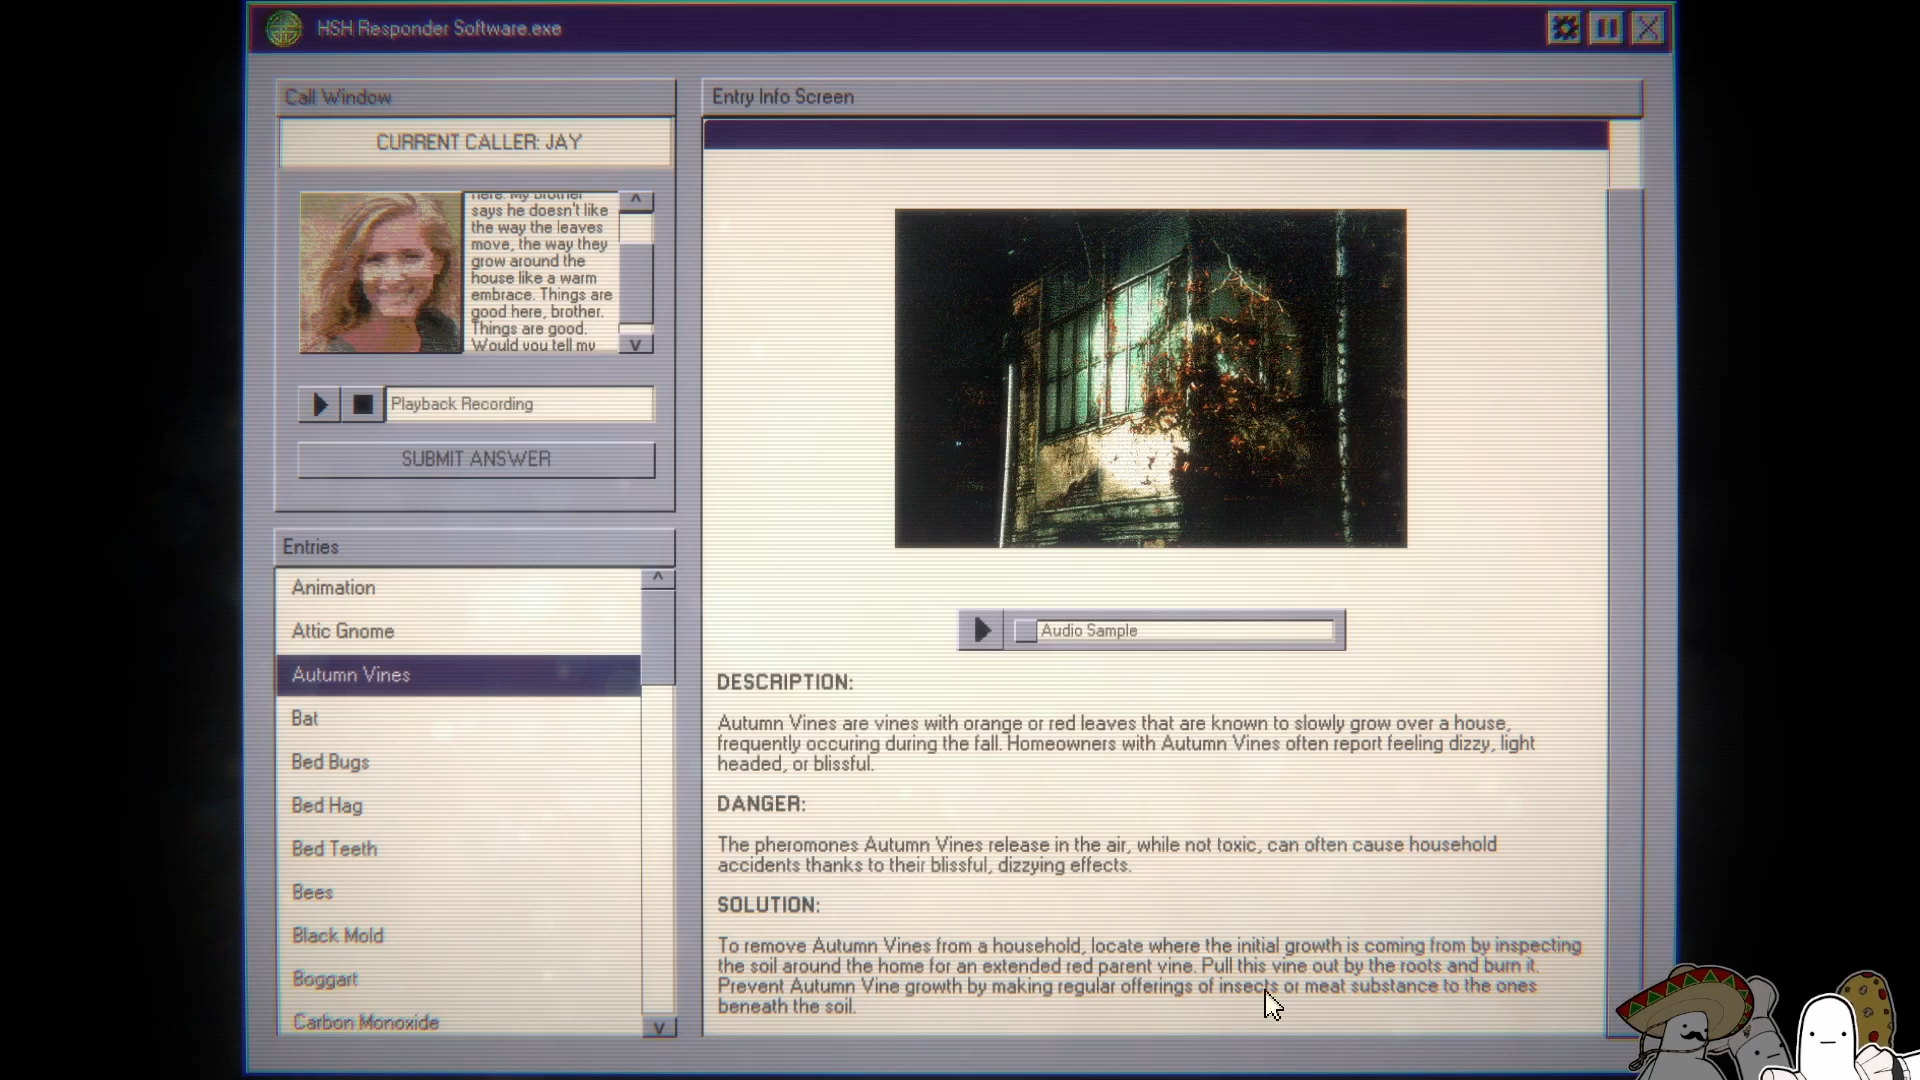 HSH Responder Software.exe
Call Window
CURRENT CALLER: JAY
here. My brother
says he doesn't like
the way the leaves
move, the way they
grow around the
house like a warm
embrace. Things are
good here, brother.
Things are good.
Would you tell my
Playback Recording
SUBMIT ANSWER
Entries
Animation
Attic Gnome
Autumn Vines
Bat
Bed Bugs
Bed Hag
Bed Teeth
Bees
Black Mold
Boggart
Carbon Monoxide
Entry Info Screen
Audio Sample
DESCRIPTION:
Autumn Vines are vines with orange or red leaves that are known to slowly grow over a house,
frequently occuring during the fall. Homeowners with Autumn Vines often report feeling dizzy, light
headed, or blissful.
DANGER:
The pheromones Autumn Vines release in the air, while not toxic, can often cause household
accidents thanks to their blissful, dizzying effects.
SOLUTION:
To remove Autumn Vines from a household, locate where the initial growth is coming from by inspecting
the soil around the home for an extended red parent vine. Pull this vine out by the roots and burn it.
Prevent Autumn Vine growth by making regular offerings of insects or meat substance to the ones
beneath the soil.